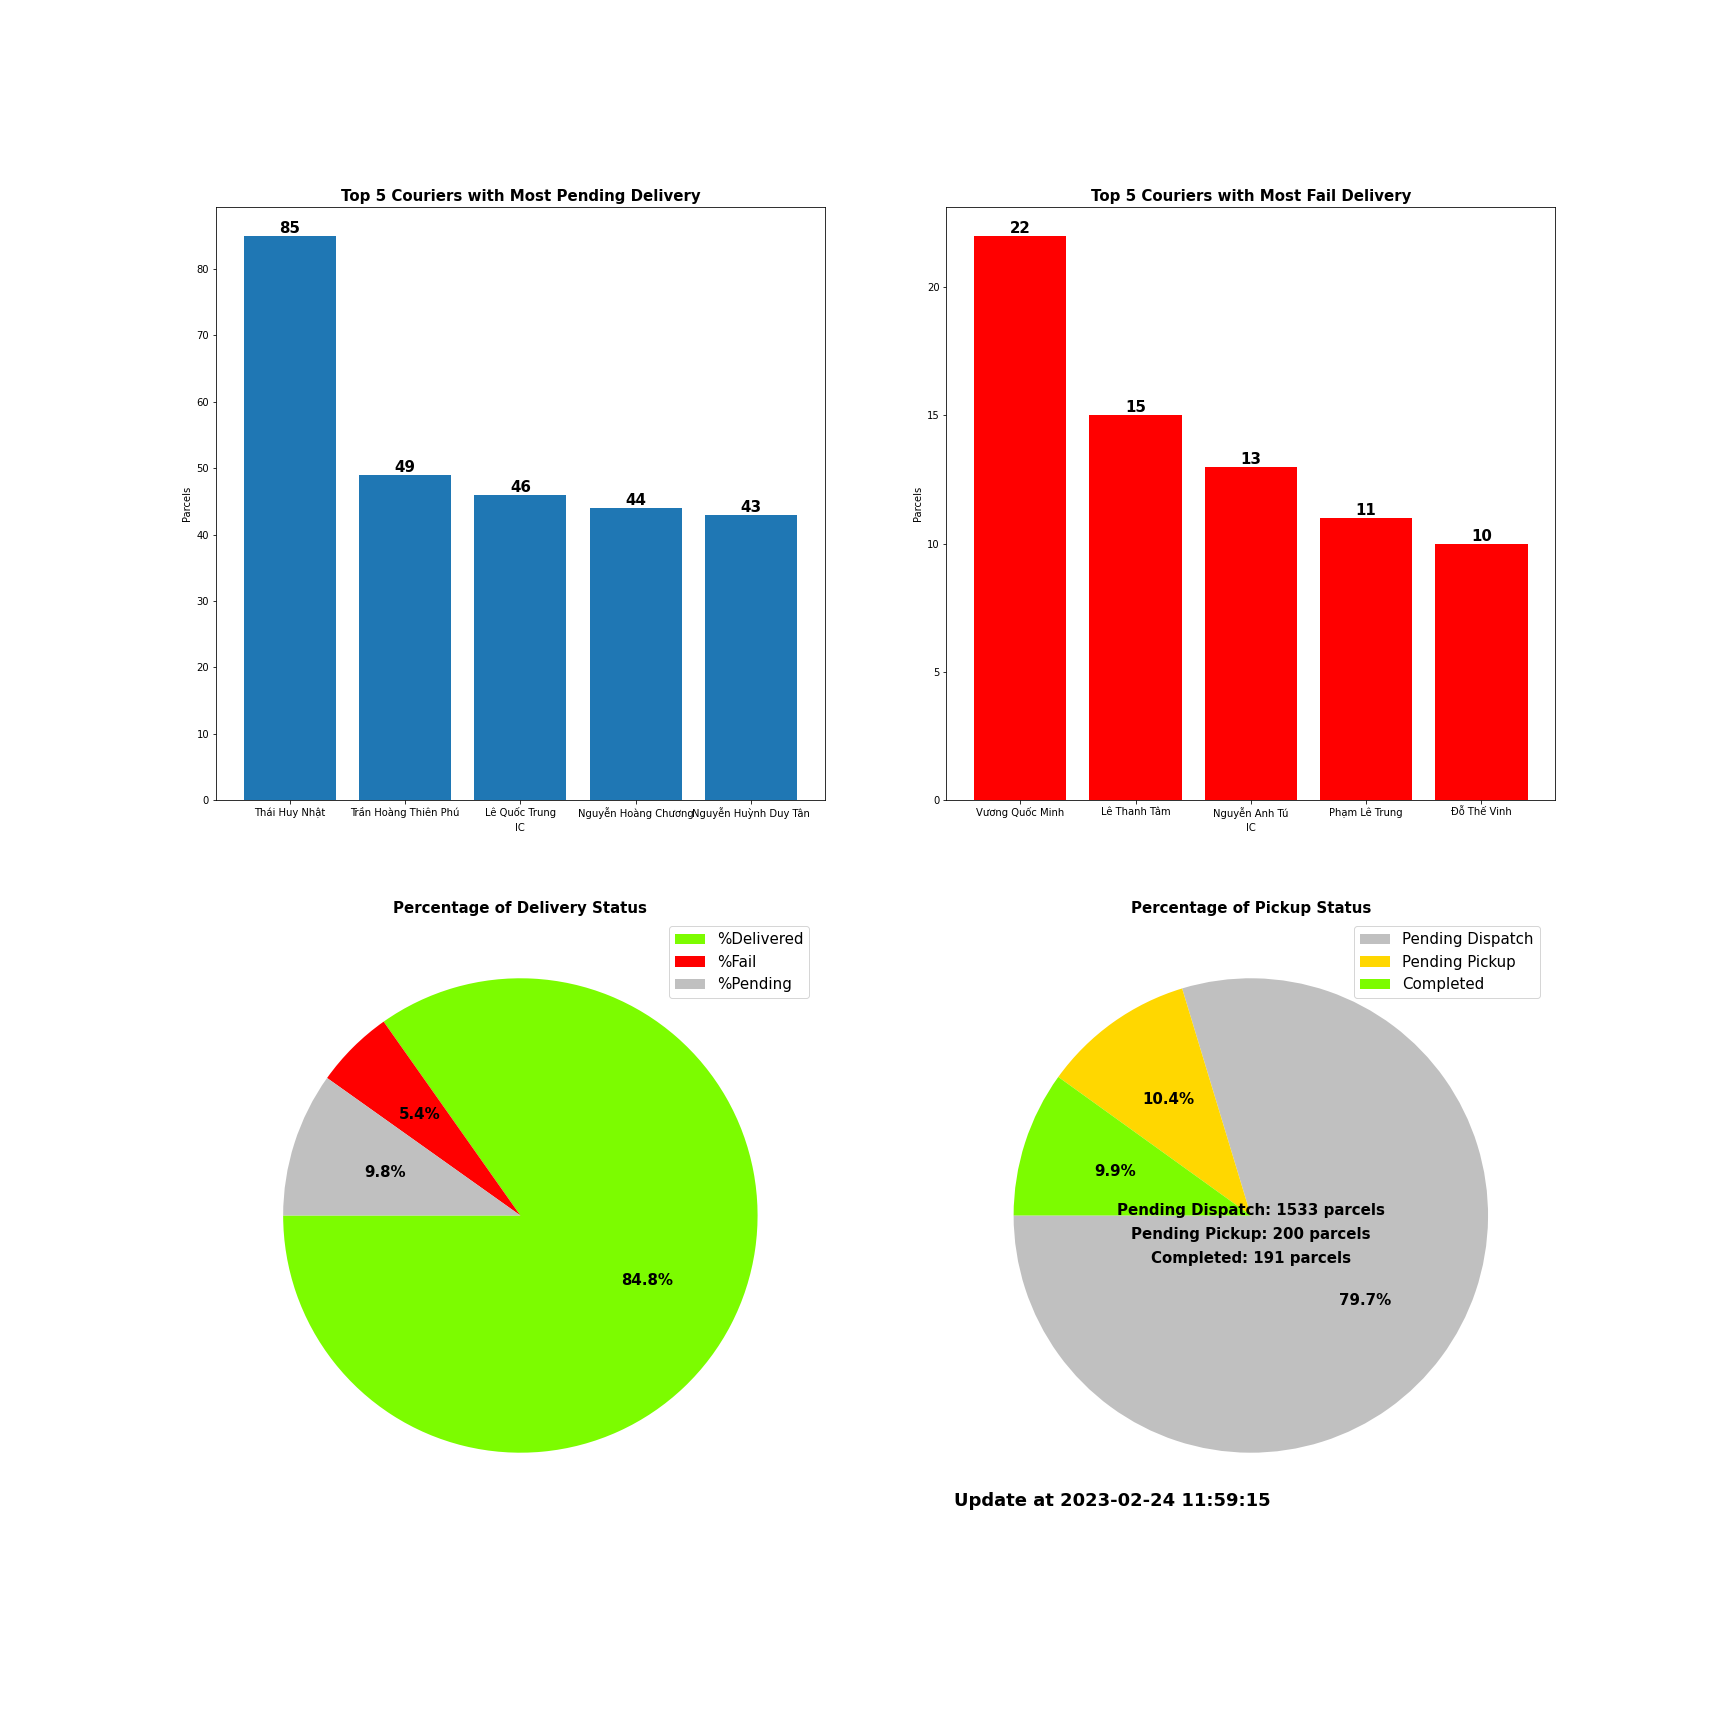 Top 5 Couriers with Most Pending Delivery
85
49
46
44
43
80
70
60
50
40
30
20
10
0
Parcels
Thái Huy Nhật
Trần Hoàng Thiên Phú
Lê Quốc Trung
Nguyễn Hoàng Chương
Nguyễn Huỳnh Duy Tân
IC
Top 5 Couriers with Most Fail Delivery
22
15
13
11
10
20
15
10
5
0
Parcels
Vương Quốc Minh
Lê Thanh Tâm
Nguyễn Anh Tú
Phạm Lê Trung
Đỗ Thế Vinh
IC
Percentage of Delivery Status
%Delivered
%Fail
%Pending
5.4%
9.8%
84.8%
Percentage of Pickup Status
Pending Dispatch
Pending Pickup
Completed
10.4%
9.9%
Pending Dispatch: 1533 parcels
Pending Pickup: 200 parcels
Completed: 191 parcels
79.7%
Update at 2023-02-24 11:59:15